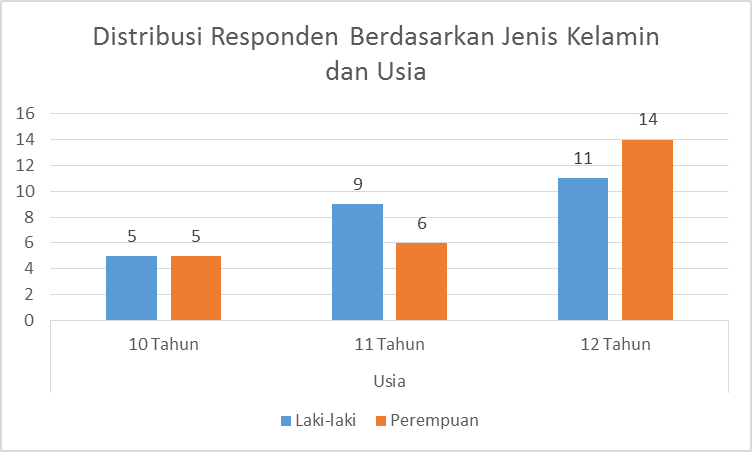 Distribusi Responden Berdasarkan Jenis Kelamin
dan Usia
16
14
12
10
8
6
4
2
0
5
5
9
6
11
14
10 Tahun
11 Tahun
12 Tahun
Usia
Laki-laki
Perempuan